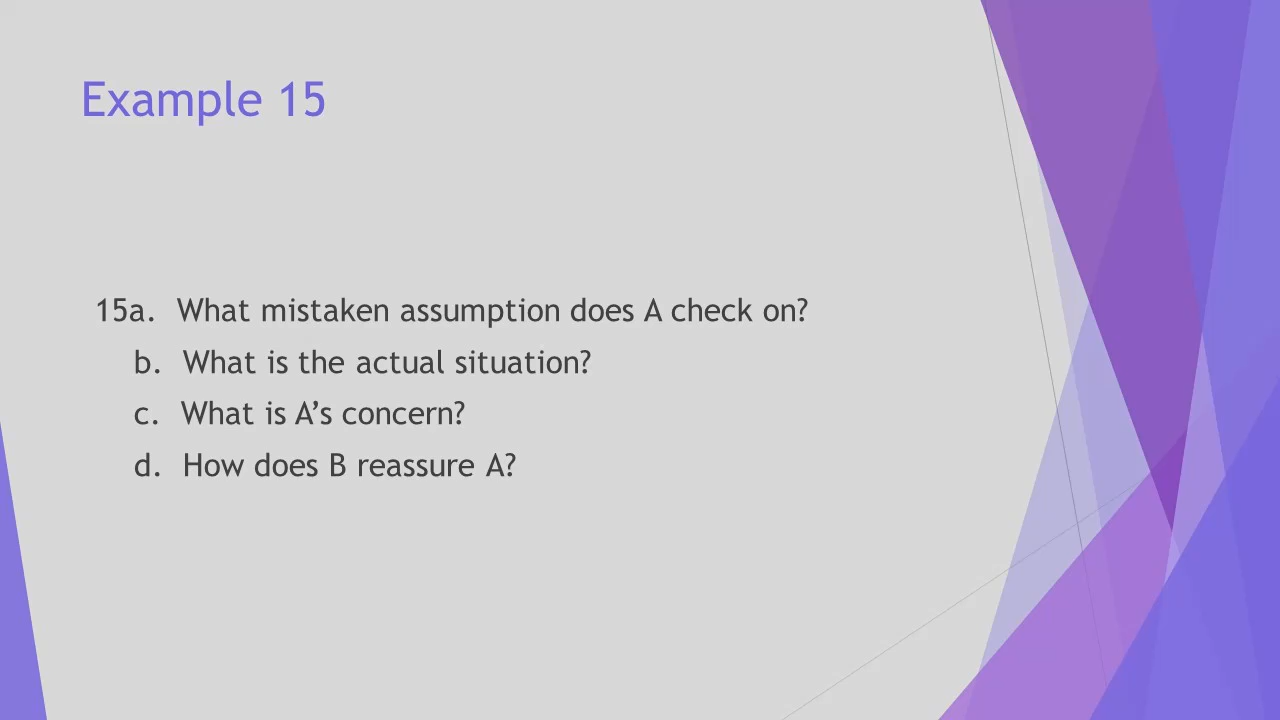 Example 15
15a. What mistaken assumption does A check on?
b. What is the actual situation?
c. What is A’s concern?
d. How does B reassure A?